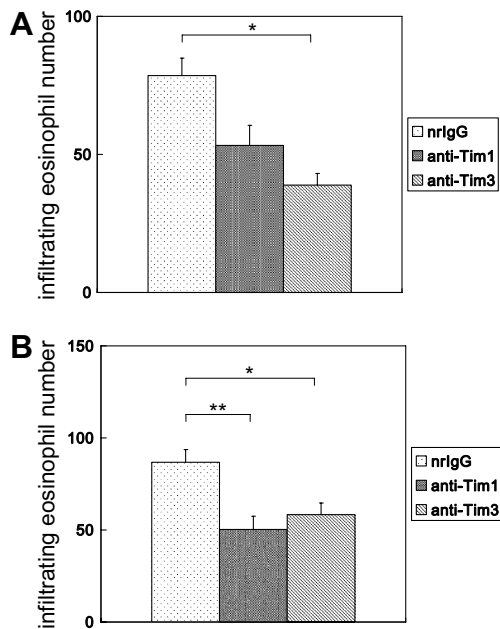 A
infiltrating eosinophil number
100
50
0
*
nrIgG
anti-Tim1
anti-Tim3
B
infiltrating eosinophil number
150
100
50
0
*
**
nrIgG
anti-Tim1
anti-Tim3